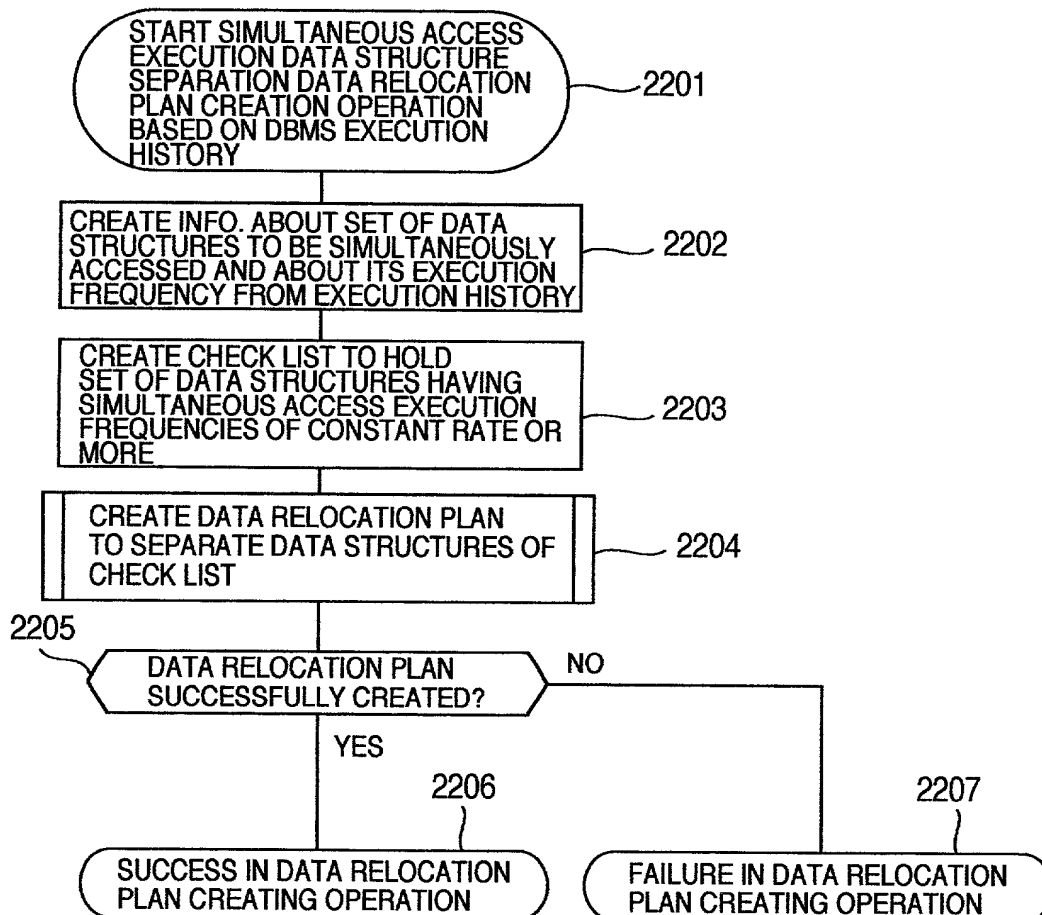 START SIMULTANEOUS ACCESS
EXECUTION DATA STRUCTURE
SEPARATION DATA RELOCATION
PLAN CREATION OPERATION
BASED ON DBMS EXECUTION
HISTORY
2201
CREATE INFO. ABOUT SET OF DATA
STRUCTURES TO BE SIMULTANEOUSLY
ACCESSED AND ABOUT ITS EXECUTION
FREQUENCY FROM EXECUTION HISTORY
2202
CREATE CHECK LIST TO HOLD
SET OF DATA STRUCTURES HAVING
SIMULTANEOUS ACCESS EXECUTION
FREQUENCIES OF CONSTANT RATE OR
MORE
2203
CREATE DATA RELOCATION PLAN
TO SEPARATE DATA STRUCTURES OF
CHECK LIST
2204
2205
DATA RELOCATION PLAN
SUCCESSFULLY CREATED?
NO
YES
2206
SUCCESS IN DATA RELOCATION
PLAN CREATING OPERATION
2207
FAILURE IN DATA RELOCATION
PLAN CREATING OPERATION